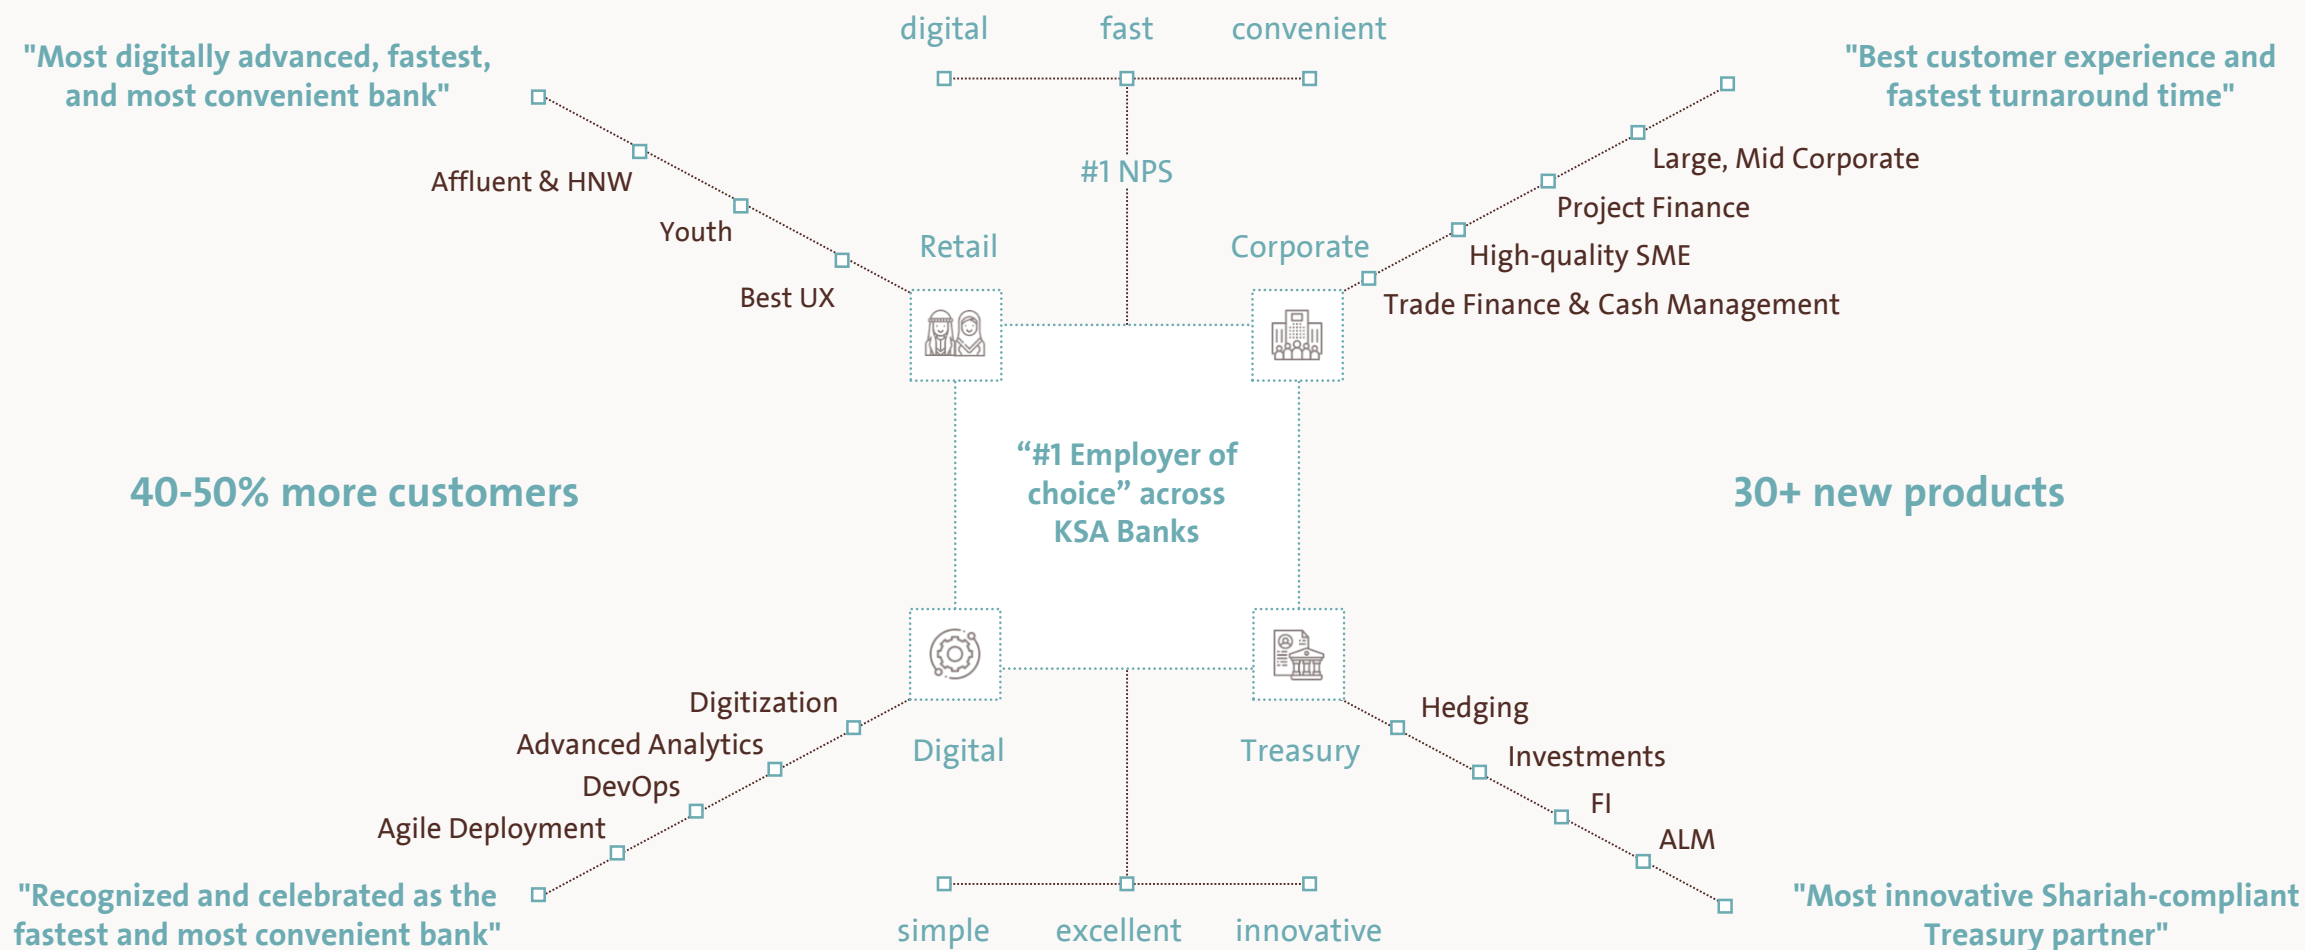 digital
fast
convenient
"Most digitally advanced, fastest,
and most convenient bank"
"Best customer experience and
fastest turnaround time"
#1 NPS
Affluent & HNW
Youth
Best UX
Retail
Corporate
Large, Mid Corporate
Project Finance
High-quality SME
Trade Finance & Cash Management
40-50% more customers
“#1 Employer of
choice” across
KSA Banks
30+ new products
Digitization
Advanced Analytics
DevOps
Agile Deployment
Digital
Treasury
Hedging
Investments
FI
ALM
"Recognized and celebrated as the
fastest and most convenient bank"
simple
excellent
innovative
"Most innovative Shariah-compliant
Treasury partner"